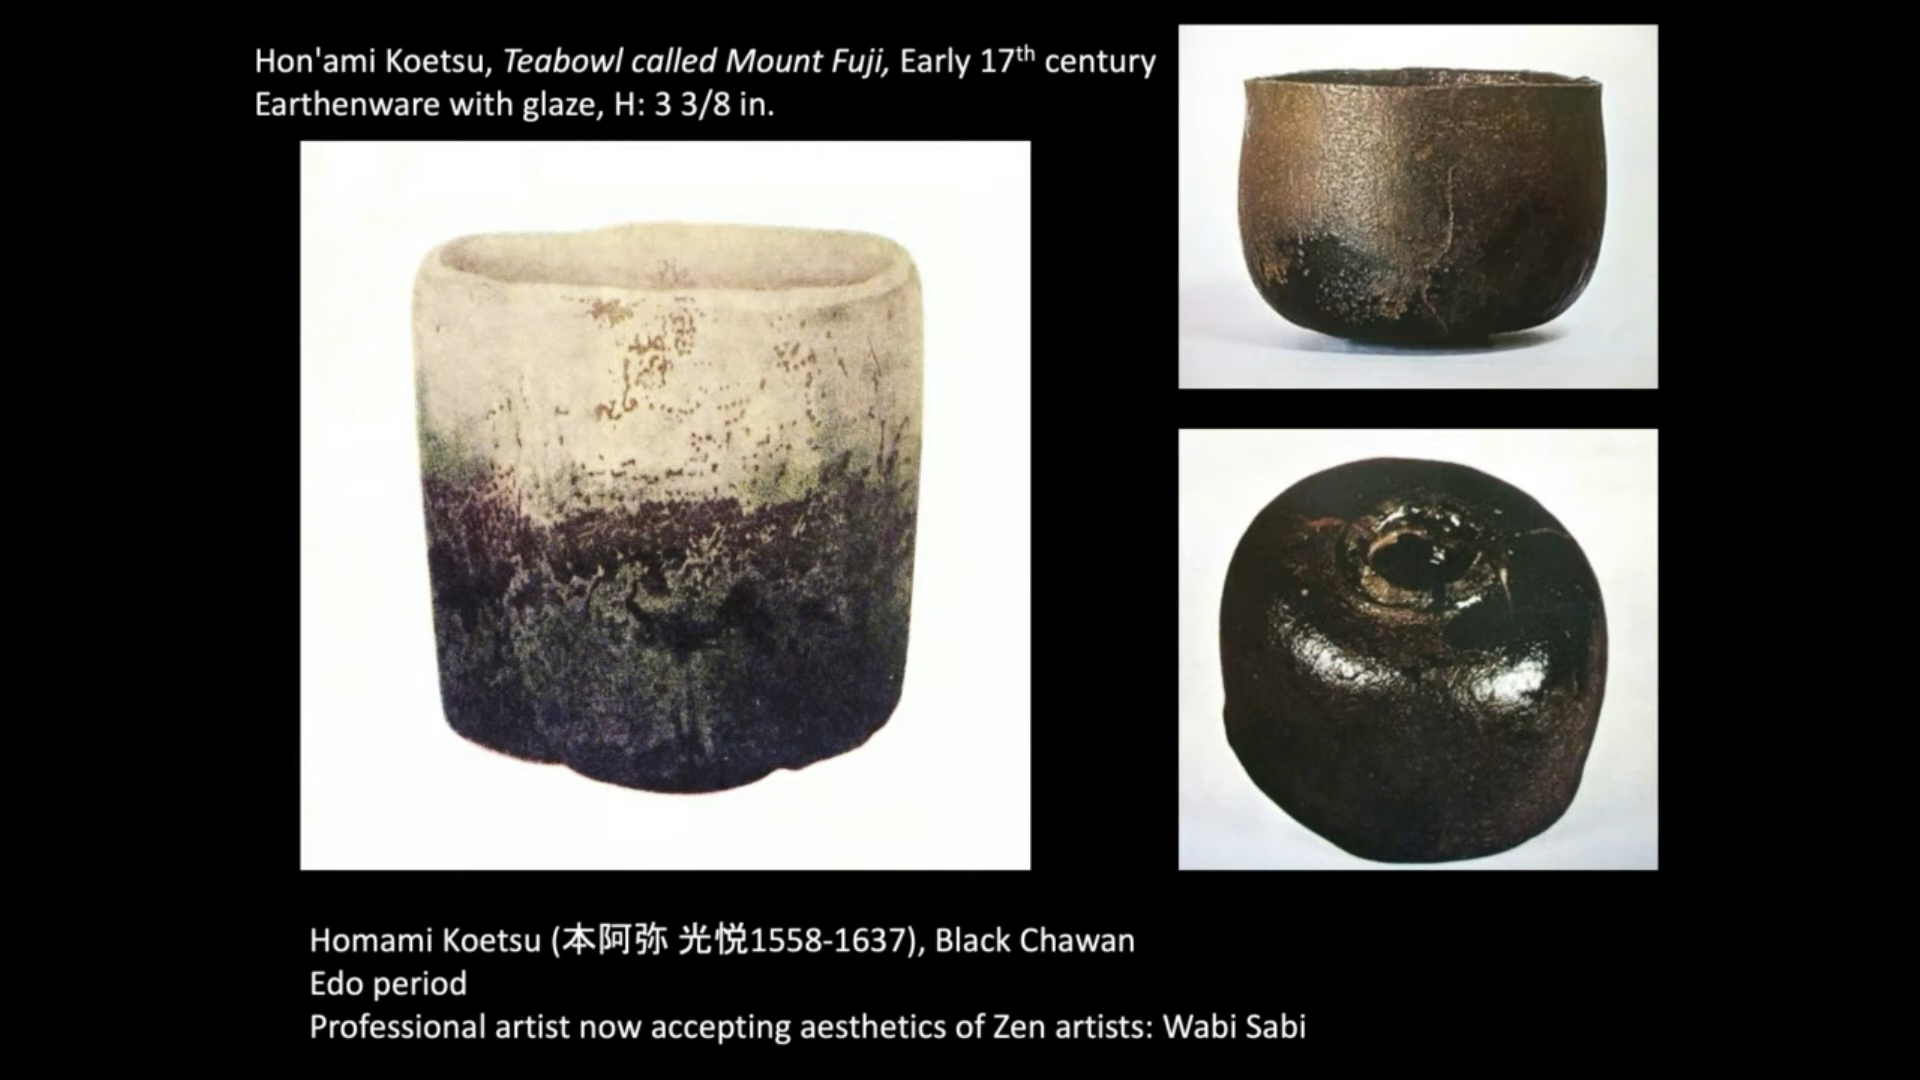 Hon'ami Koetsu, Teabowl called Mount Fuji, Early 17th century
Earthenware with glaze, H: 3 3/8 in.
Homami Koetsu (本阿弥 光悦1558-1637), Black Chawan
Edo period
Professional artist now accepting aesthetics of Zen artists: Wabi Sabi